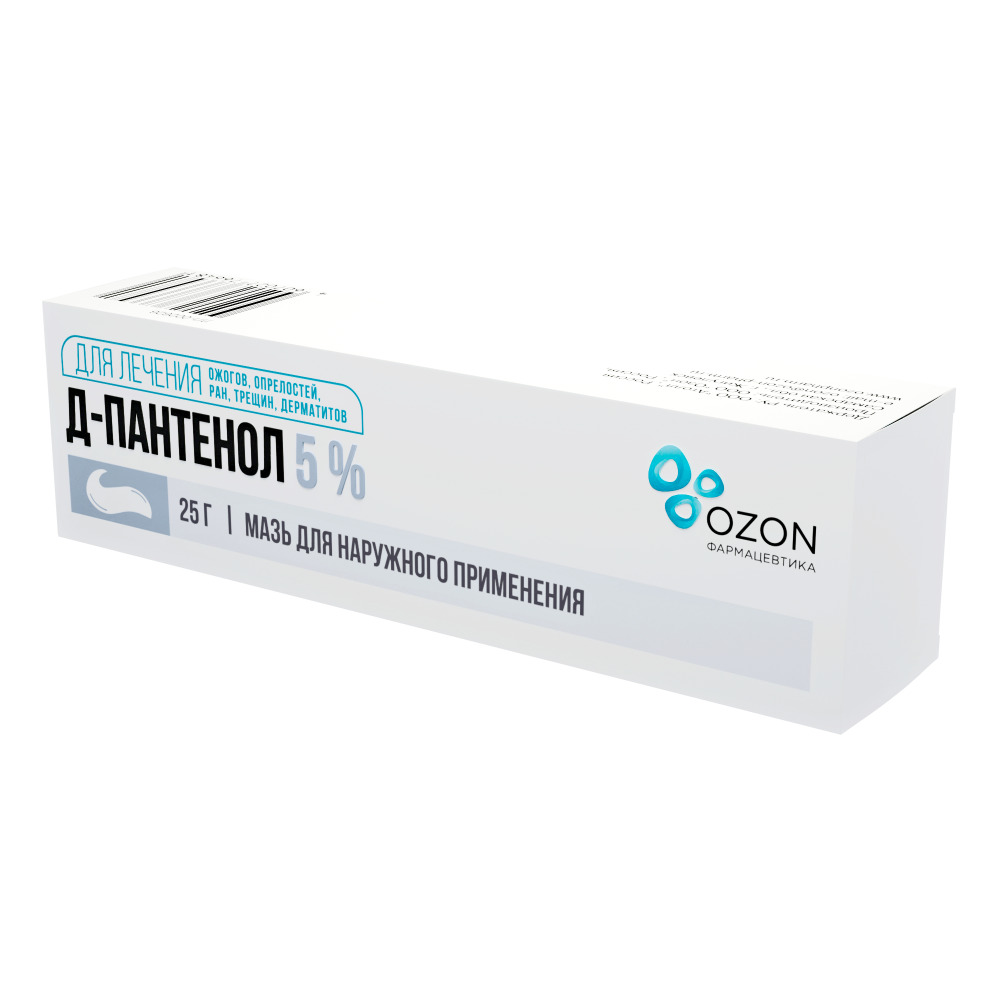 ДЛЯ ЛЕЧЕНИЯ
ОЖОГОВ, ОПРЕЛОСТЕЙ,
РАН, ТРЕЩИН, ДЕРМАТИТОВ
Д-ПАНТЕНОЛ 5 %
25 Г | МАЗЬ ДЛЯ НАРУЖНОГО ПРИМЕНЕНИЯ
OZON
ФАРМАЦЕВТИКА